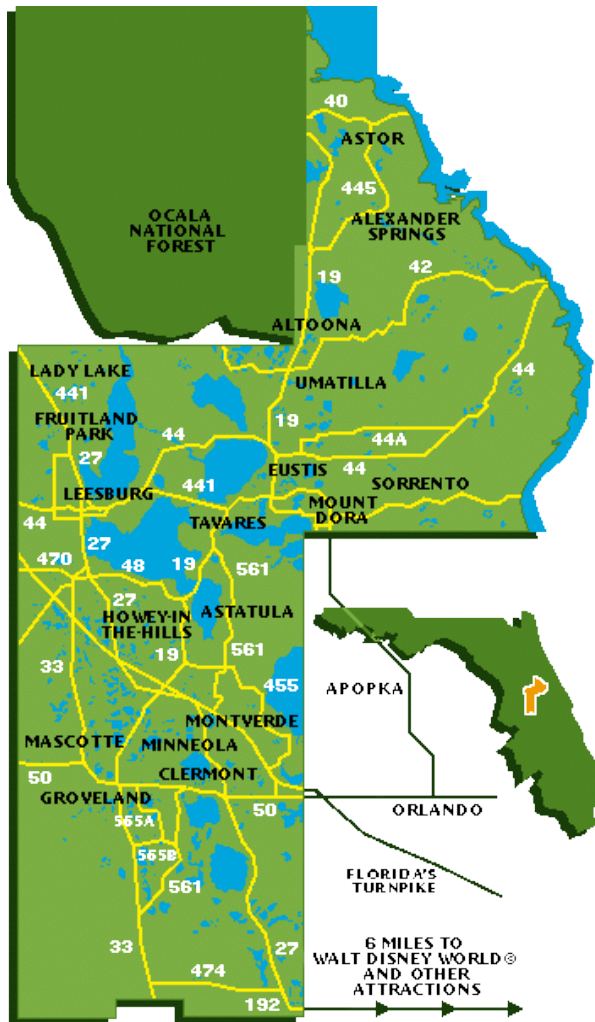 40
ASTOR
445
OCALA
NATIONAL
FOREST
ALEXANDER
SPRINGS
19
42
ALTOONA
LADY LAKE
441
UMATILLA
44
FRUITLAND
PARK
19
44
44A
27
EUSTIS
44
LEESBURG
441
SORRENTO
MOUNT
DORA
TAVARES
44
27
470
48
19
561
27
HOWEY-IN
THE-HILLS
ASTATULA
19
561
33
455
APOPKA
MONTVERDE
MASCOTTE
MINNEOLA
CLERMONT
50
GROVELAND
50
ORLANDO
565A
565B
561
FLORIDA'S
TURNPIKE
33
27
6 MILES TO
WALT DISNEY WORLD®
AND OTHER
ATTRACTIONS
474
192